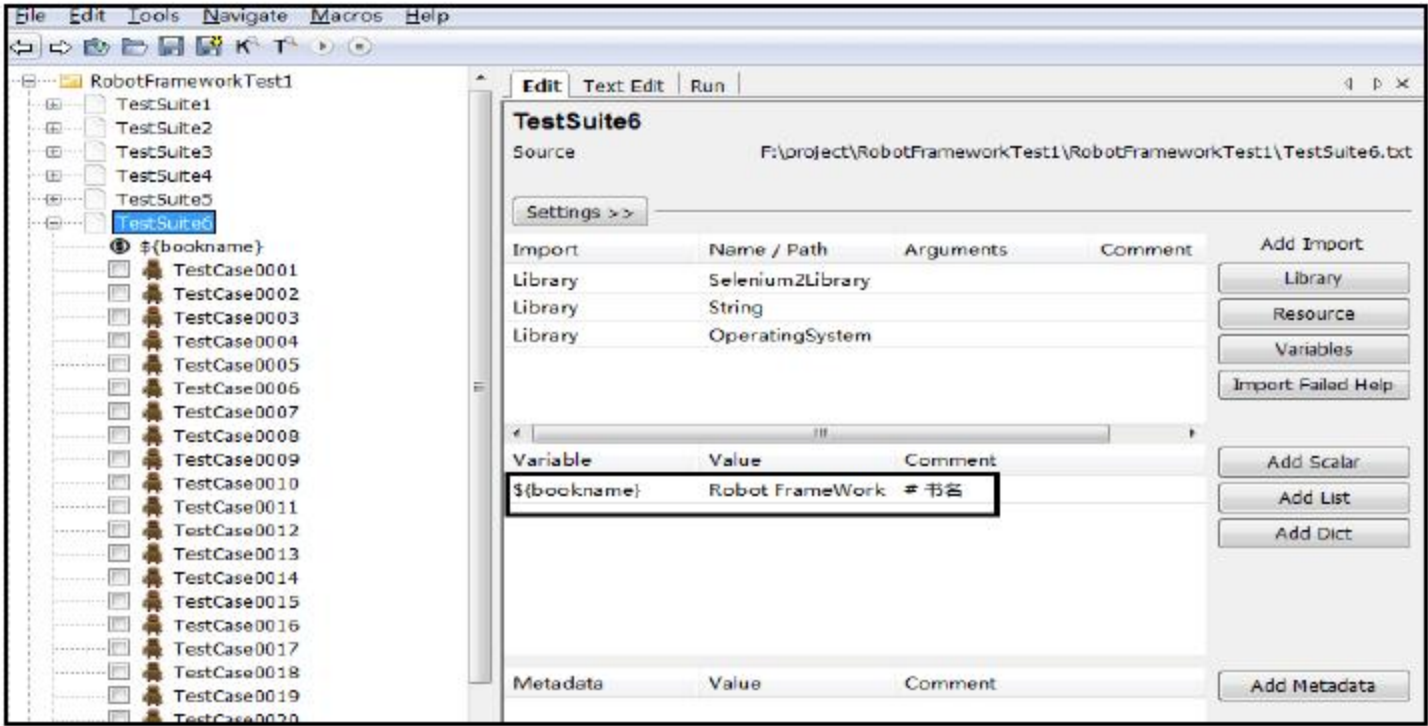 File Edit Tools Navigate Macros Help
RobotFrameworkTest1
TestSuite1
TestSuite2
TestSuite3
TestSuite4
TestSuite5
TestSuite6
${bookname}
TestCase0001
TestCase0002
TestCase0003
TestCase0004
TestCase0005
TestCase0006
TestCase0007
TestCase0008
TestCase0009
TestCase0010
TestCase0011
TestCase0012
TestCase0013
TestCase0014
TestCase0015
TestCase0016
TestCase0017
TestCase0018
TestCase0019
TestCase0020
Edit Text Edit Run
TestSuite6
Source F:\project\RobotFrameworkTest1\RobotFrameworkTest1\TestSuite6.txt
Settings >>
Import Name / Path Arguments Comment
Library Selenium2Library
Library String
Library OperatingSystem
Add Import
Library
Resource
Variables
Import Failed Help
Variable Value Comment
${bookname} Robot FrameWork # 书名
Add Scalar
Add List
Add Dict
Metadata Value Comment
Add Metadata